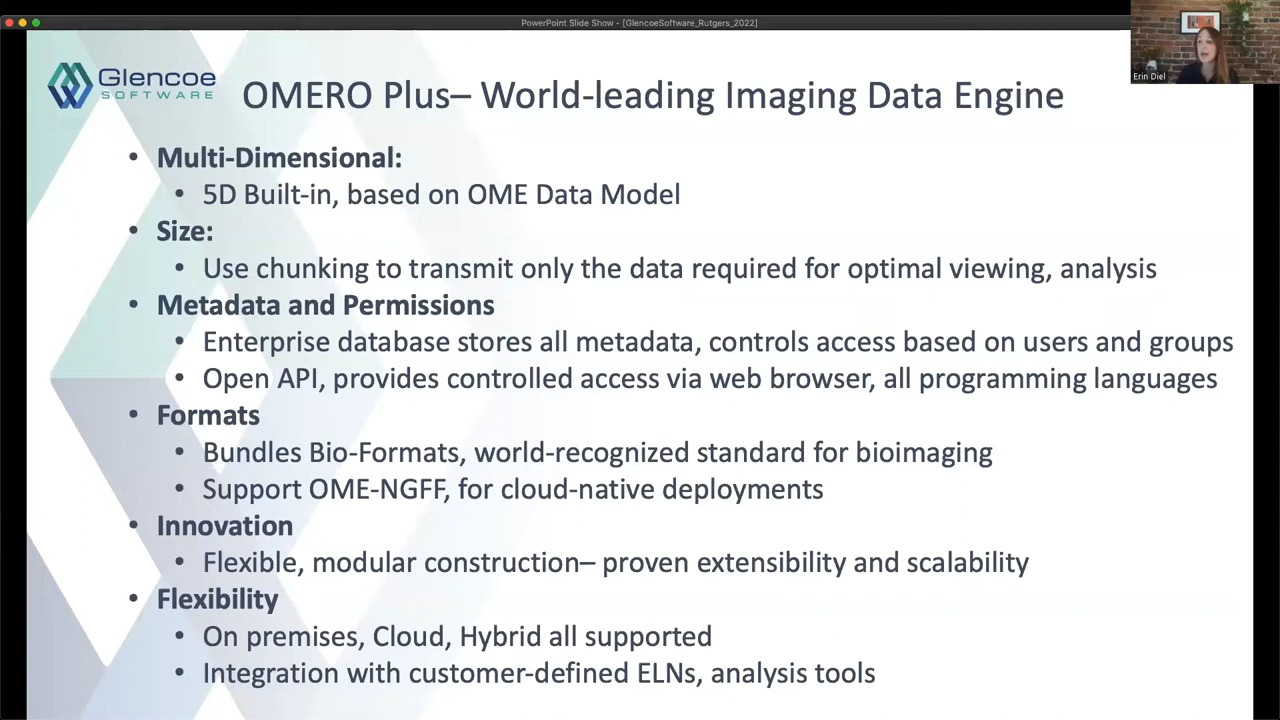 PowerPoint Slide Show - [GlencoeSoftware_Rutgers_2022]
Erin Diel
Glencoe
SOFTWARE
OMERO Plus– World-leading Imaging Data Engine
• Multi-Dimensional:
• 5D Built-in, based on OME Data Model
• Size:
• Use chunking to transmit only the data required for optimal viewing, analysis
• Metadata and Permissions
• Enterprise database stores all metadata, controls access based on users and groups
• Open API, provides controlled access via web browser, all programming languages
• Formats
• Bundles Bio-Formats, world-recognized standard for bioimaging
• Support OME-NGFF, for cloud-native deployments
• Innovation
• Flexible, modular construction– proven extensibility and scalability
• Flexibility
• On premises, Cloud, Hybrid all supported
• Integration with customer-defined ELNs, analysis tools